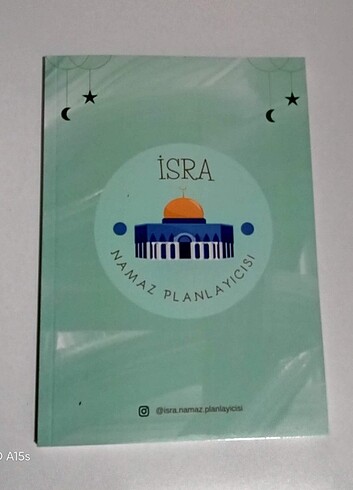 İSRA
NAMAZ PLANLAYICISI
@isra.namaz.planlayicisi
A15s